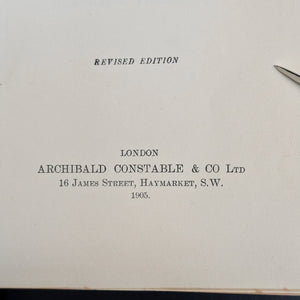 REVISED EDITION
LONDON
ARCHIBALD CONSTABLE & CO LTD
16 JAMES STREET, HAYMARKET, S.W.
1905.